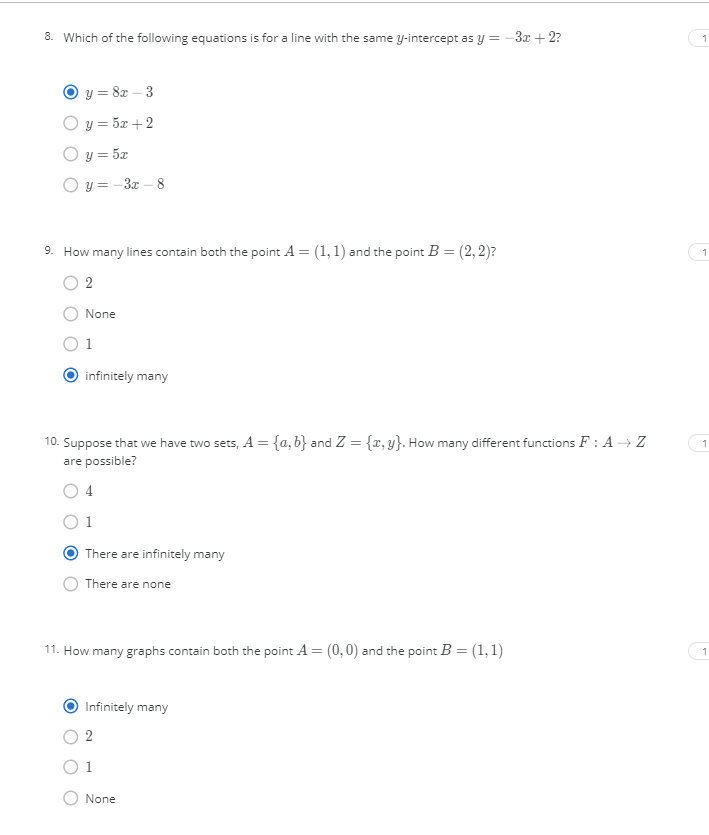 8. Which of the following equations is for a line with the same y-intercept as y = −3x + 2?
1
y = 8x − 3
y = 5x + 2
y = 5x
y = −3x − 8
9. How many lines contain both the point A = (1, 1) and the point B = (2, 2)?
1
2
None
1
infinitely many
10. Suppose that we have two sets, A = {a, b} and Z = {x, y}. How many different functions F : A → Z
1
are possible?
4
1
There are infinitely many
There are none
11. How many graphs contain both the point A = (0, 0) and the point B = (1, 1)
1
Infinitely many
2
1
None